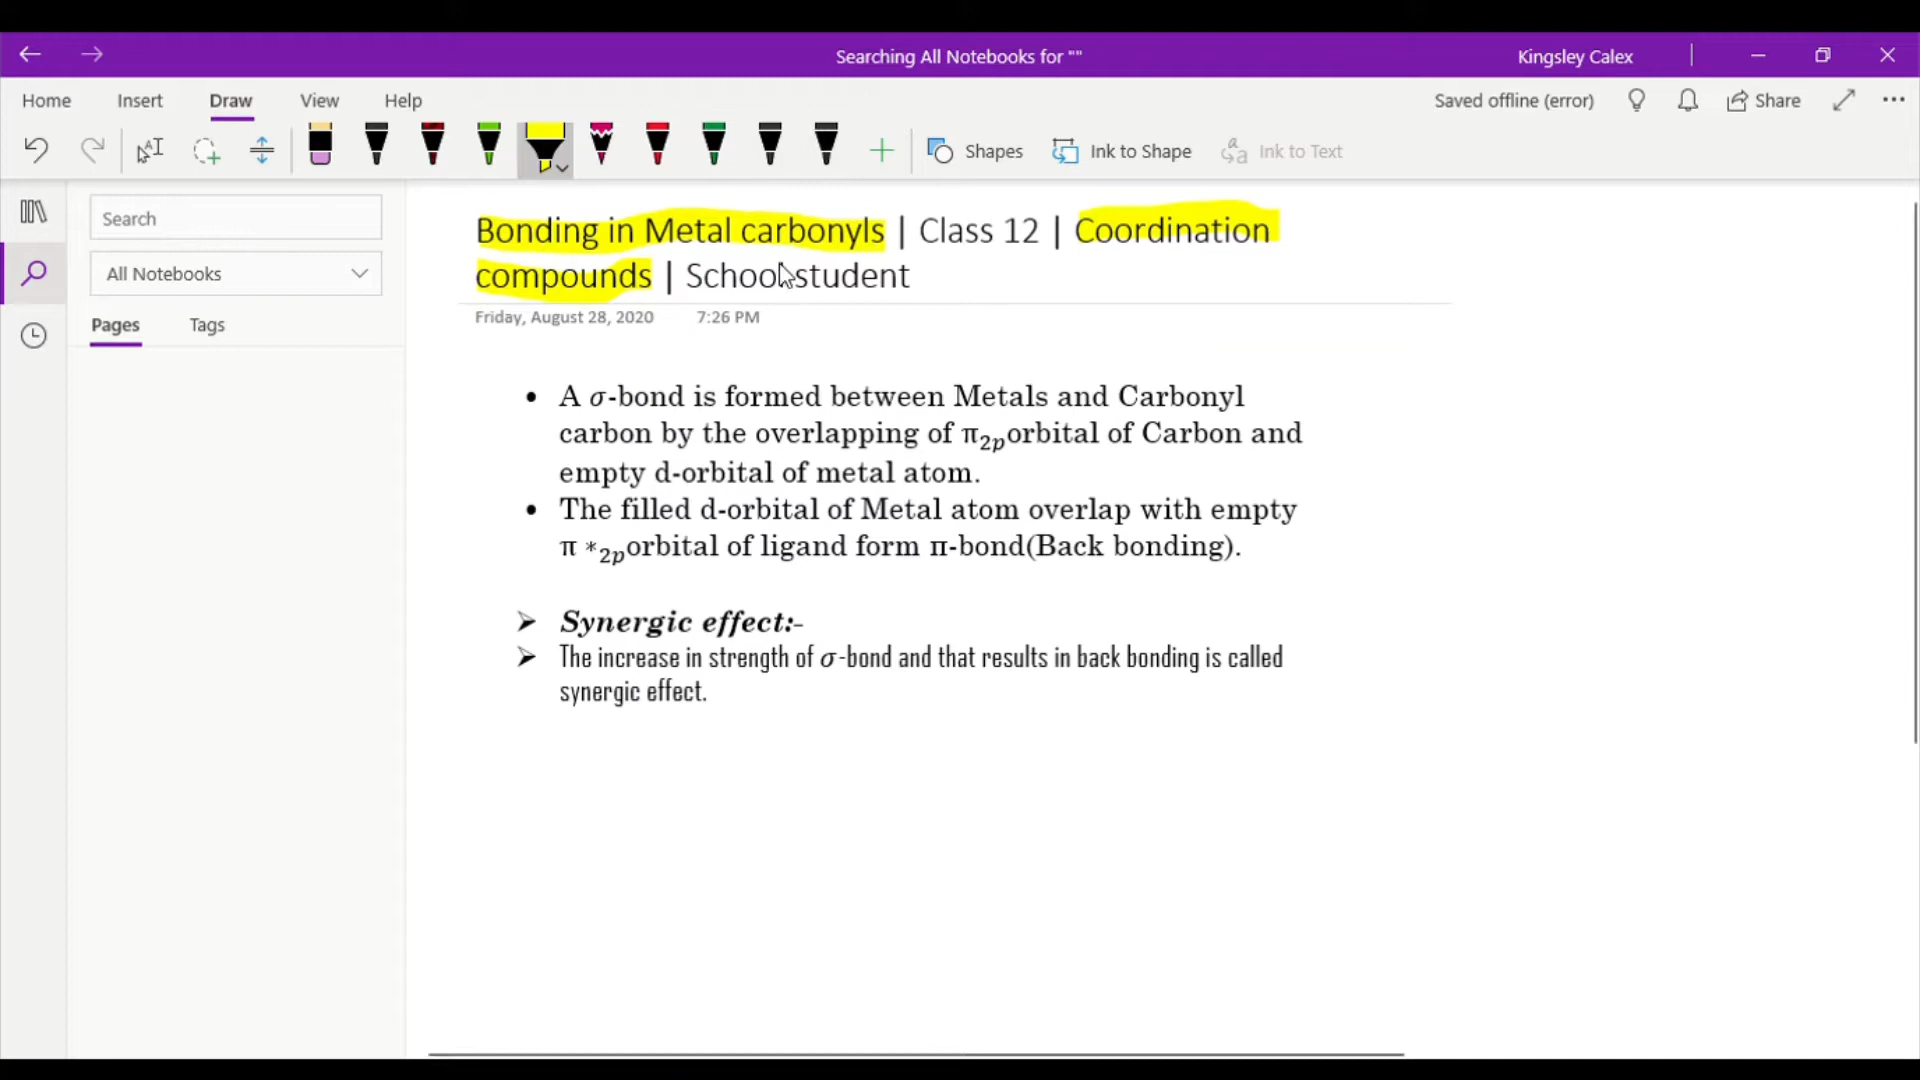 Searching All Notebooks for ""
Kingsley Calex
Home Insert Draw View Help
Saved offline (error)
Share
Shapes
Ink to Shape
Ink to Text
Search
All Notebooks
Pages Tags
Bonding in Metal carbonyls | Class 12 | Coordination
compounds | School student
Friday, August 28, 2020 7:26 PM
• A σ-bond is formed between Metals and Carbonyl
carbon by the overlapping of π₂ₚorbital of Carbon and
empty d-orbital of metal atom.
• The filled d-orbital of Metal atom overlap with empty
π *₂ₚorbital of ligand form π-bond(Back bonding).
➢ Synergic effect:-
➢ The increase in strength of σ-bond and that results in back bonding is called
synergic effect.